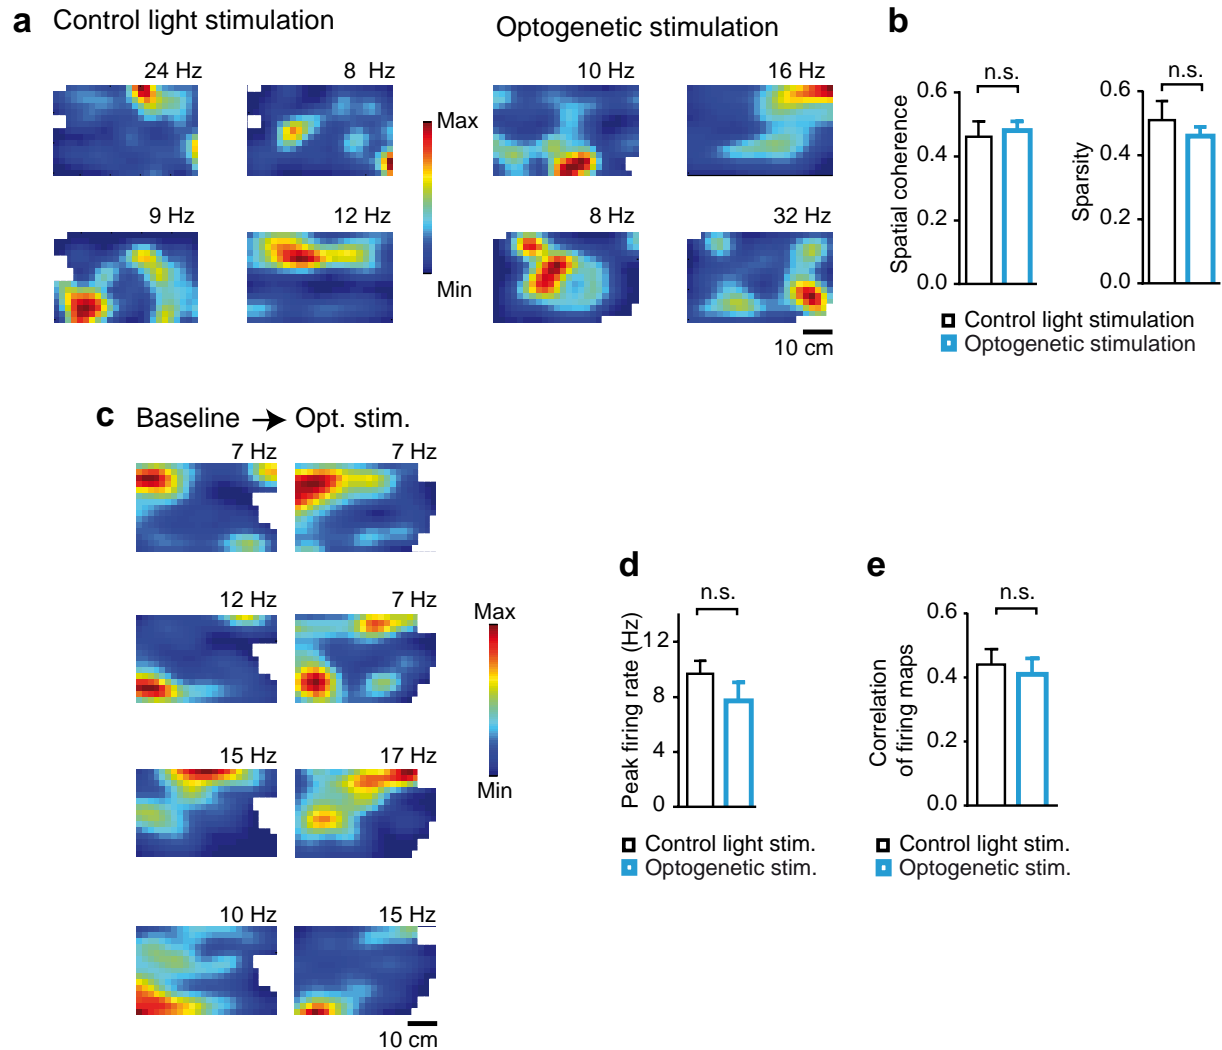 a Control light stimulation
Optogenetic stimulation
24 Hz
8 Hz
10 Hz
16 Hz
Max
Min
9 Hz
12 Hz
8 Hz
32 Hz
10 cm
b
n.s.
n.s.
Spatial coherence
0.6
0.4
0.2
0.0
Sparsity
0.6
0.4
0.2
0.0
Control light stimulation
Optogenetic stimulation
c Baseline → Opt. stim.
7 Hz
7 Hz
12 Hz
7 Hz
15 Hz
17 Hz
10 Hz
15 Hz
Max
Min
10 cm
d
n.s.
Peak firing rate (Hz)
12
8
4
0
Control light stim.
Optogenetic stim.
e
n.s.
Correlation
of firing maps
0.6
0.4
0.2
0.0
Control light stim.
Optogenetic stim.